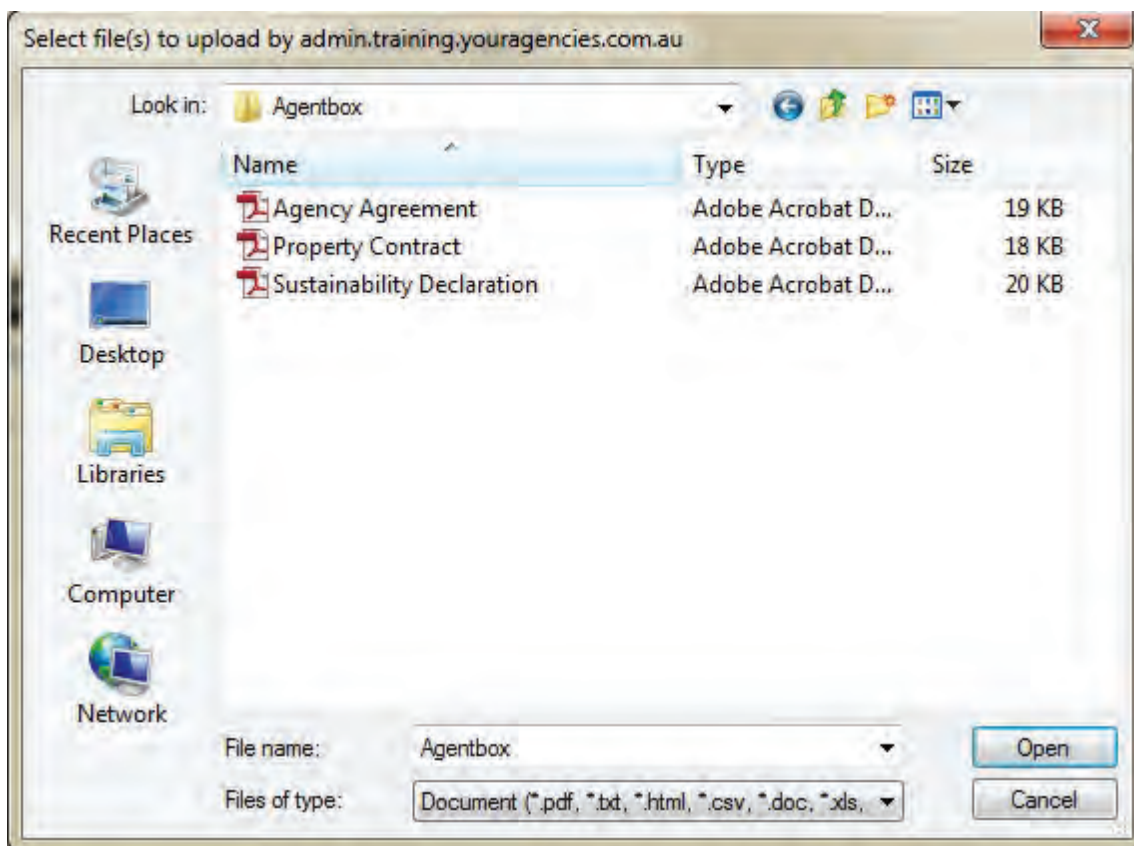 Select file(s) to upload by admin.training.youragencies.com.au
Look in: Agentbox
Name Type Size
Agency Agreement Adobe Acrobat D... 19 KB
Property Contract Adobe Acrobat D... 18 KB
Sustainability Declaration Adobe Acrobat D... 20 KB
Recent Places
Desktop
Libraries
Computer
Network
File name: Agentbox Open
Files of type: Document (*.pdf, *.txt, *.html, *.csv, *.doc, *.xls, Cancel